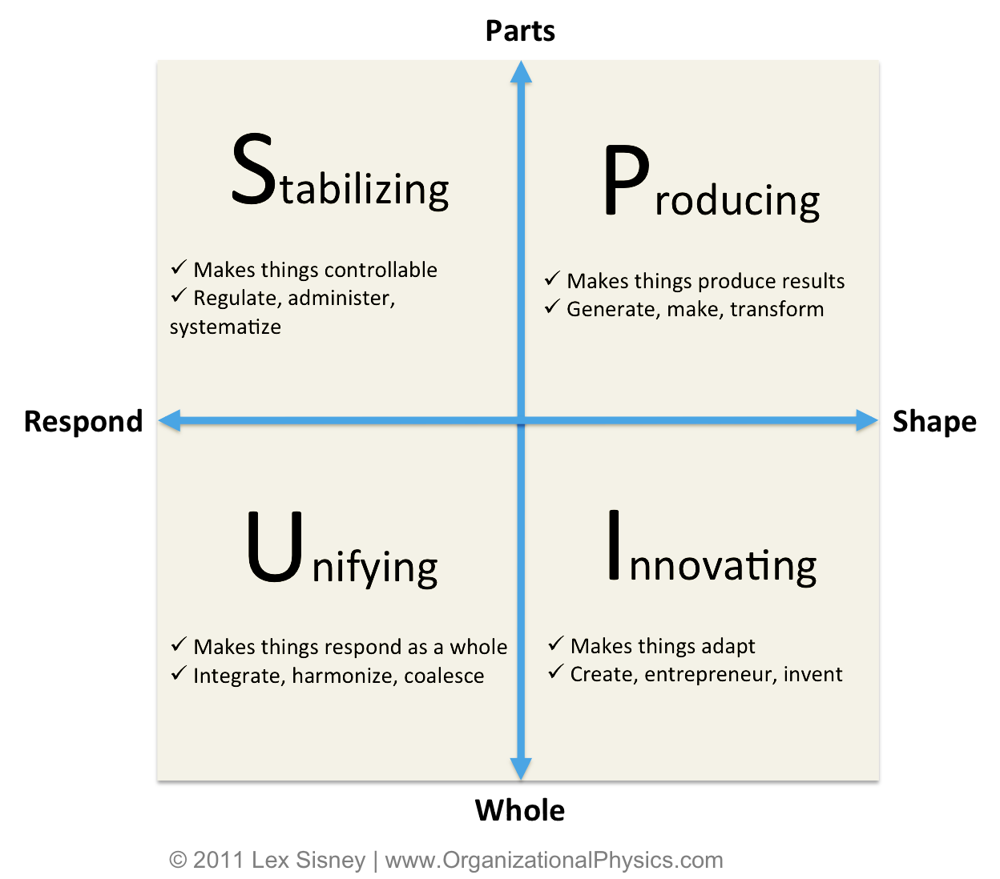 Parts
Stabilizing
✓ Makes things controllable
✓ Regulate, administer,
systematize
Producing
✓ Makes things produce results
✓ Generate, make, transform
Respond
Shape
Unifying
✓ Makes things respond as a whole
✓ Integrate, harmonize, coalesce
Innovating
✓ Makes things adapt
✓ Create, entrepreneur, invent
Whole
© 2011 Lex Sisney | www.OrganizationalPhysics.com